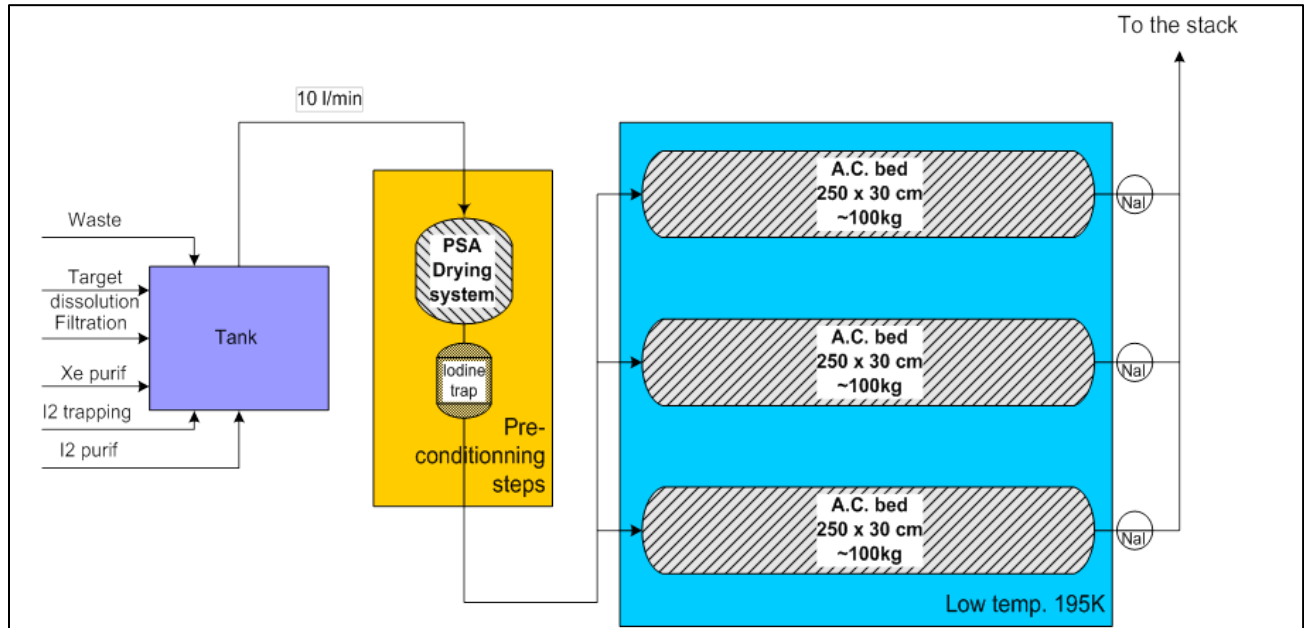 To the stack
10 l/min
Waste
Target
dissolution
Filtration
Xe purif
I2 trapping
I2 purif
Tank
PSA
Drying
system
Iodine
trap
Pre-
conditionning
steps
A.C. bed
250 x 30 cm
~100kg
NaI
A.C. bed
250 x 30 cm
~100kg
NaI
A.C. bed
250 x 30 cm
~100kg
NaI
Low temp. 195K